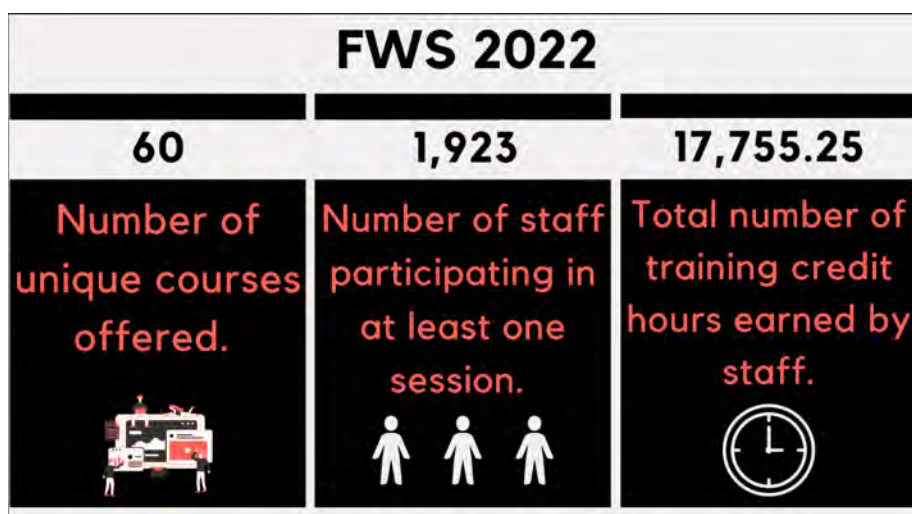 FWS 2022
60
Number of
unique courses
offered.
1,923
Number of staff
participating in
at least one
session.
17,755.25
Total number of
training credit
hours earned by
staff.